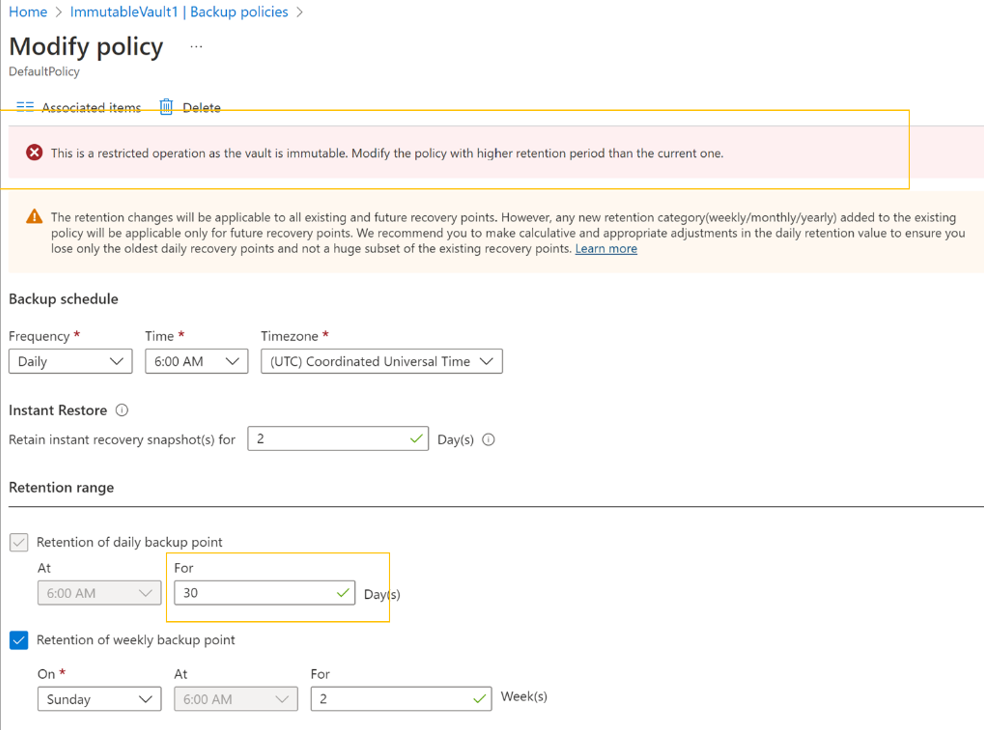 Home > ImmutableVault1 | Backup policies >
Modify policy ...
DefaultPolicy
Associated items Delete
This is a restricted operation as the vault is immutable. Modify the policy with higher retention period than the current one.
The retention changes will be applicable to all existing and future recovery points. However, any new retention category(weekly/monthly/yearly) added to the existing
policy will be applicable only for future recovery points. We recommend you to make calculative and appropriate adjustments in the daily retention value to ensure you
lose only the oldest daily recovery points and not a huge subset of the existing recovery points. Learn more
Backup schedule
Frequency * Time * Timezone *
Daily 6:00 AM (UTC) Coordinated Universal Time
Instant Restore
Retain instant recovery snapshot(s) for 2 Day(s)
Retention range
Retention of daily backup point
At For
6:00 AM 30 Day(s)
Retention of weekly backup point
On * At For
Sunday 6:00 AM 2 Week(s)